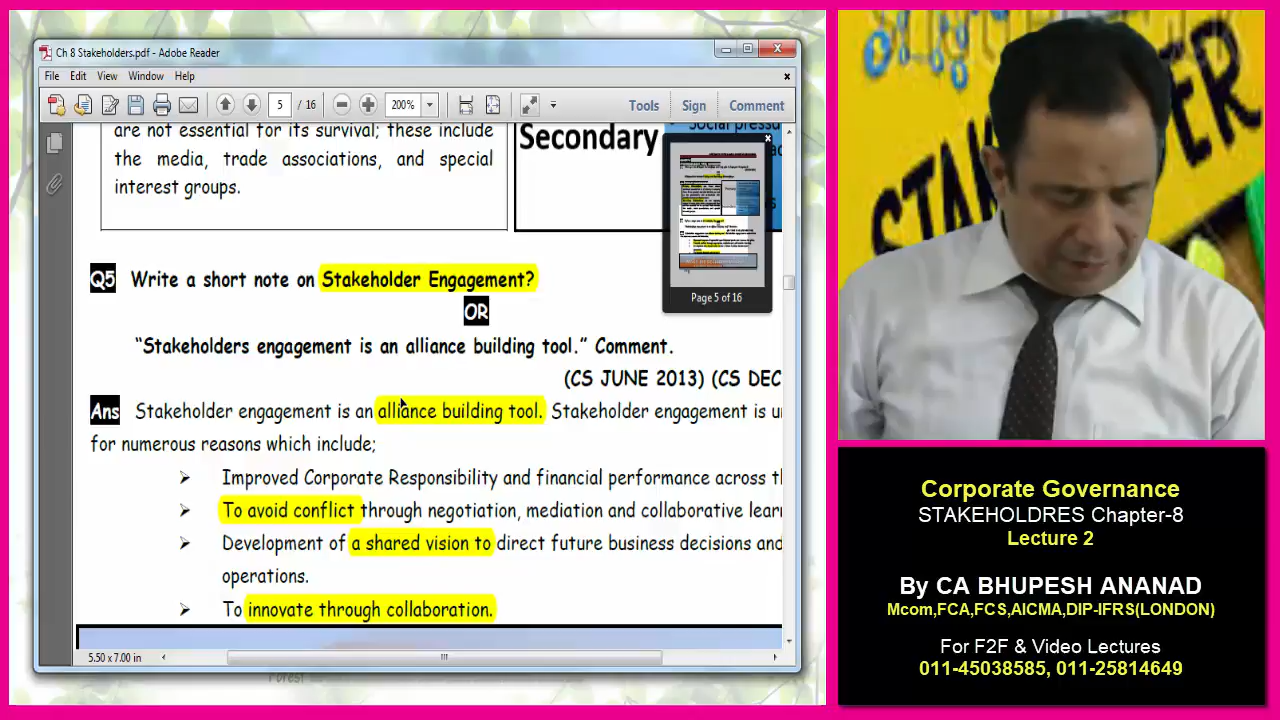 Ch 8 Stakeholders.pdf - Adobe Reader
File Edit View Window Help
5 / 16 200% Tools Sign Comment
are not essential for its survival; these include
the media, trade associations, and special
interest groups.
Secondary
Social
Page 5 of 16
Q5 Write a short note on Stakeholder Engagement?
OR
“Stakeholders engagement is an alliance building tool.” Comment.
(CS JUNE 2013) (CS DEC
Ans Stakeholder engagement is an alliance building tool. Stakeholder engagement is
for numerous reasons which include;
➢ Improved Corporate Responsibility and financial performance across
➢ To avoid conflict through negotiation, mediation and collaborative
➢ Development of a shared vision to direct future business decisions and
operations.
➢ To innovate through collaboration.
5.50 x 7.00 in
Forest
STAKEHOLDER
Corporate Governance
STAKEHOLDRES Chapter-8
Lecture 2
By CA BHUPESH ANANAD
Mcom,FCA,FCS,AICMA,DIP-IFRS(LONDON)
For F2F & Video Lectures
011-45038585, 011-25814649